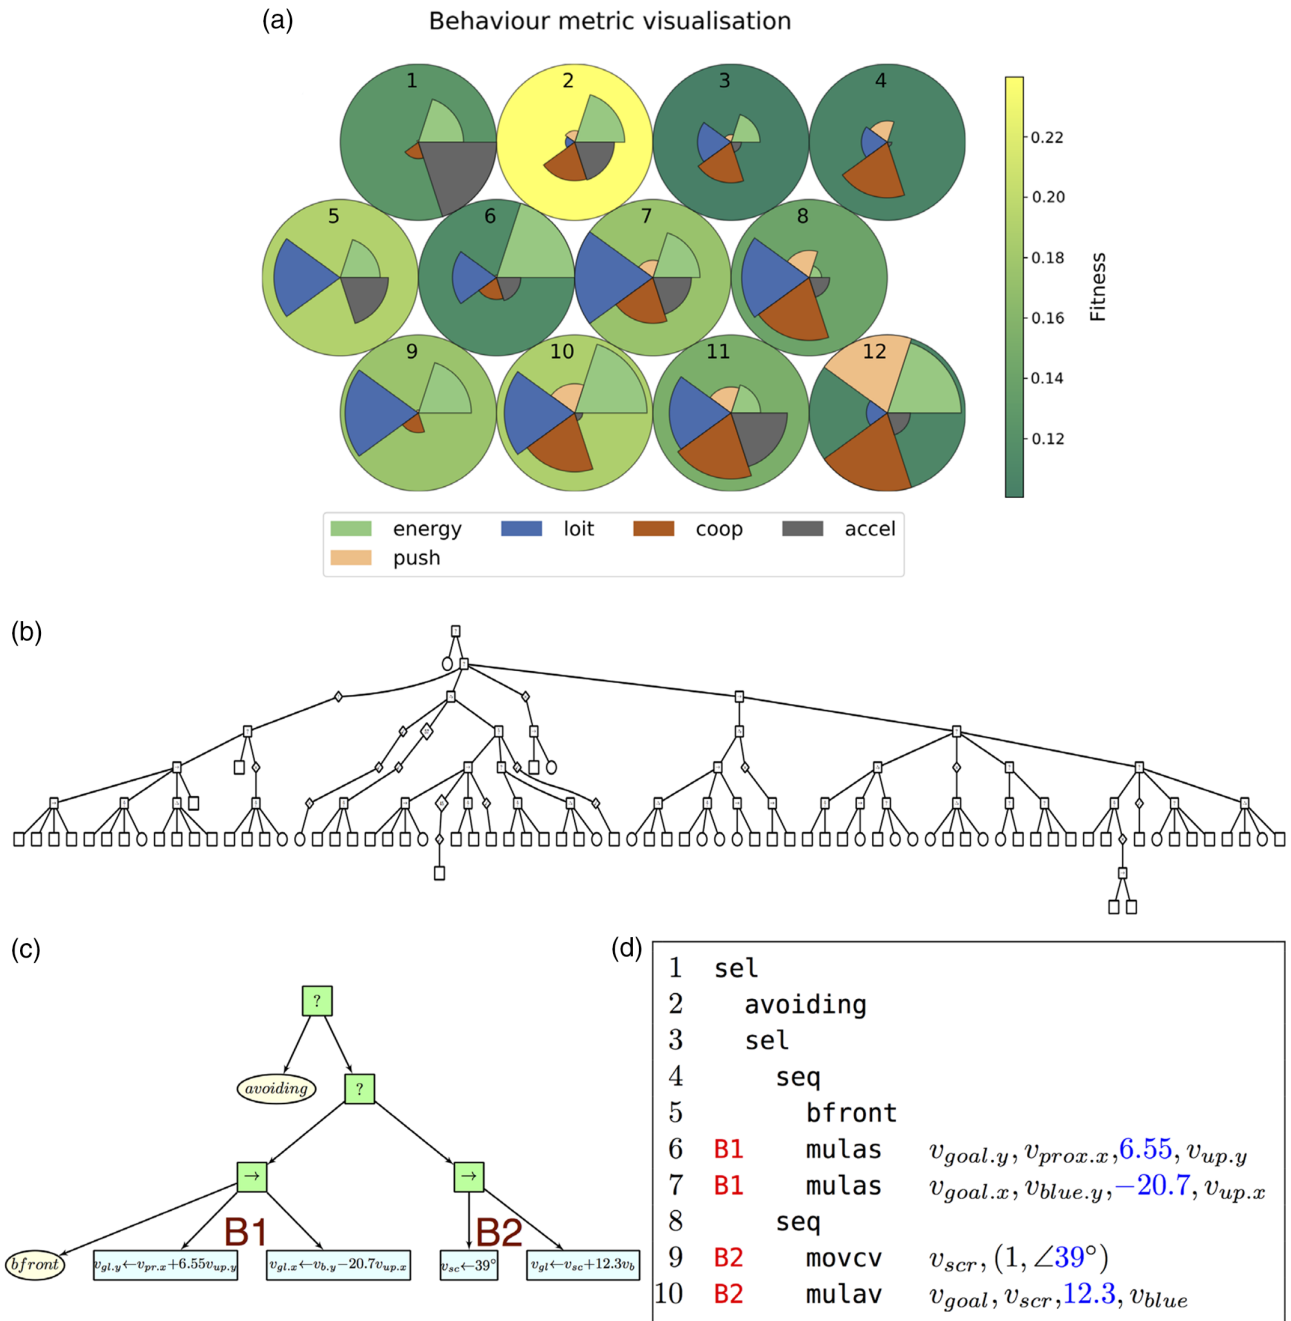 (a)
Behaviour metric visualisation
1 2 3 4
5 6 7 8
9 10 11 12
0.22
0.20
0.18
0.16
0.14
0.12
Fitness
energy loit coop accel
push
(b)
(c)
?
avoiding ?
→ →
B1 B2
bfront v_{gl.y}←v_{pr.x}+6.55v_{up.y} v_{gl.x}←v_{b.y}−20.7v_{up.x} v_{sc}←39° v_{gl}←v_{sc}+12.3v_b
(d)
1 sel
2 avoiding
3 sel
4 seq
5 bfront
6 B1 mulas v_{goal.y}, v_{prox.x},6.55, v_{up.y}
7 B1 mulas v_{goal.x}, v_{blue.y},−20.7, v_{up.x}
8 seq
9 B2 movcv v_{scr}, (1, ∠39°)
10 B2 mulav v_{goal}, v_{scr},12.3, v_{blue}